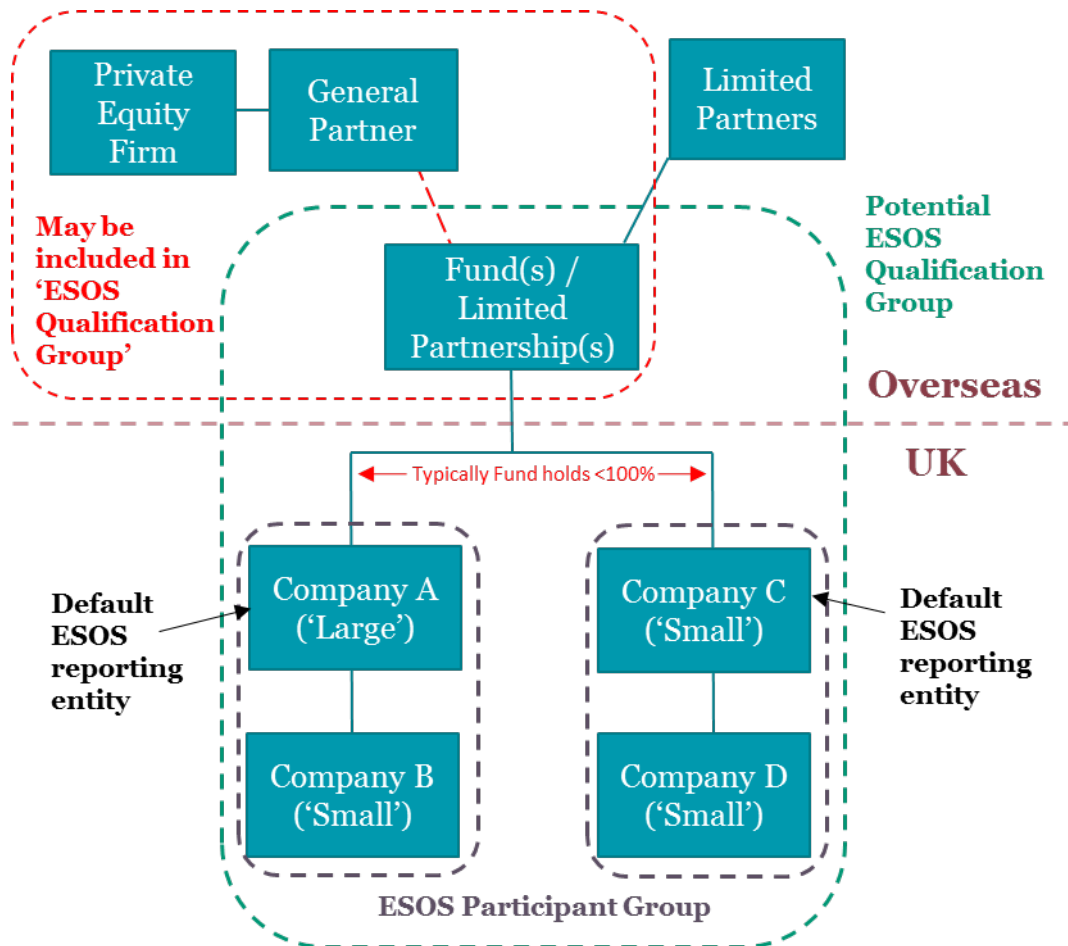 Private
Equity
Firm
General
Partner
Limited
Partners
May be
included in
‘ESOS
Qualification
Group’
Fund(s) /
Limited
Partnership(s)
Potential
ESOS
Qualification
Group
Overseas
UK
Typically Fund holds <100%
Default
ESOS
reporting
entity
Company A
(‘Large’)
Company C
(‘Small’)
Default
ESOS
reporting
entity
Company B
(‘Small’)
Company D
(‘Small’)
ESOS Participant Group